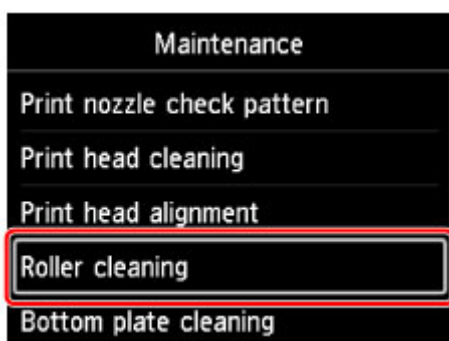 Maintenance
Print nozzle check pattern
Print head cleaning
Print head alignment
Roller cleaning
Bottom plate cleaning